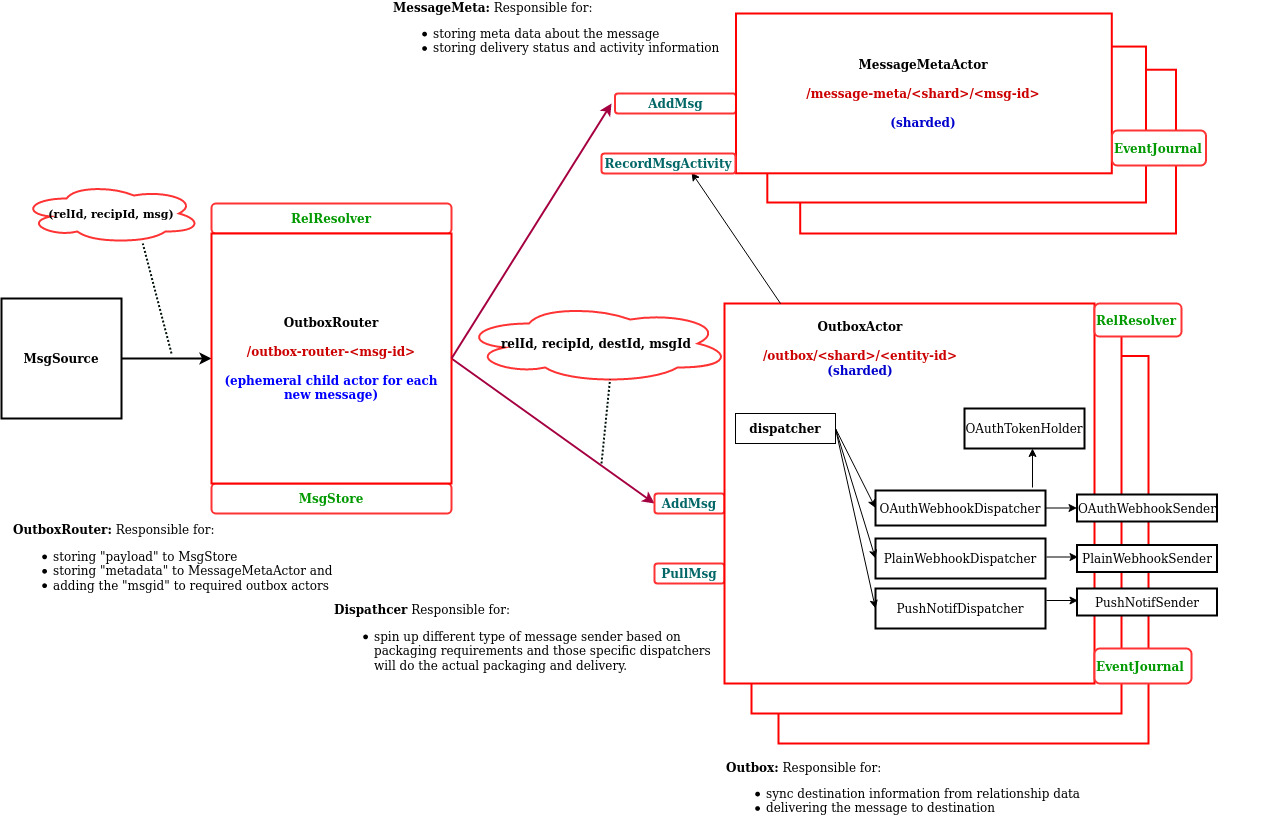 MessageMeta: Responsible for:
storing meta data about the message
storing delivery status and activity information
MessageMetaActor
/message-meta/<shard>/<msg-id>
(sharded)
AddMsg
RecordMsgActivity
EventJournal
(relId, recipId, msg)
RelResolver
MsgSource
OutboxRouter
/outbox-router-<msg-id>
(ephemeral child actor for each
new message)
MsgStore
relId, recipId, destId, msgId
OutboxActor
/outbox/<shard>/<entity-id>
(sharded)
RelResolver
dispatcher
OAuthTokenHolder
AddMsg
OAuthWebhookDispatcher
OAuthWebhookSender
PlainWebhookDispatcher
PlainWebhookSender
PullMsg
PushNotifDispatcher
PushNotifSender
EventJournal
OutboxRouter: Responsible for:
storing "payload" to MsgStore
storing "metadata" to MessageMetaActor and
adding the "msgid" to required outbox actors
Dispathcer Responsible for:
spin up different type of message sender based on
packaging requirements and those specific dispatchers
will do the actual packaging and delivery.
Outbox: Responsible for:
sync destination information from relationship data
delivering the message to destination